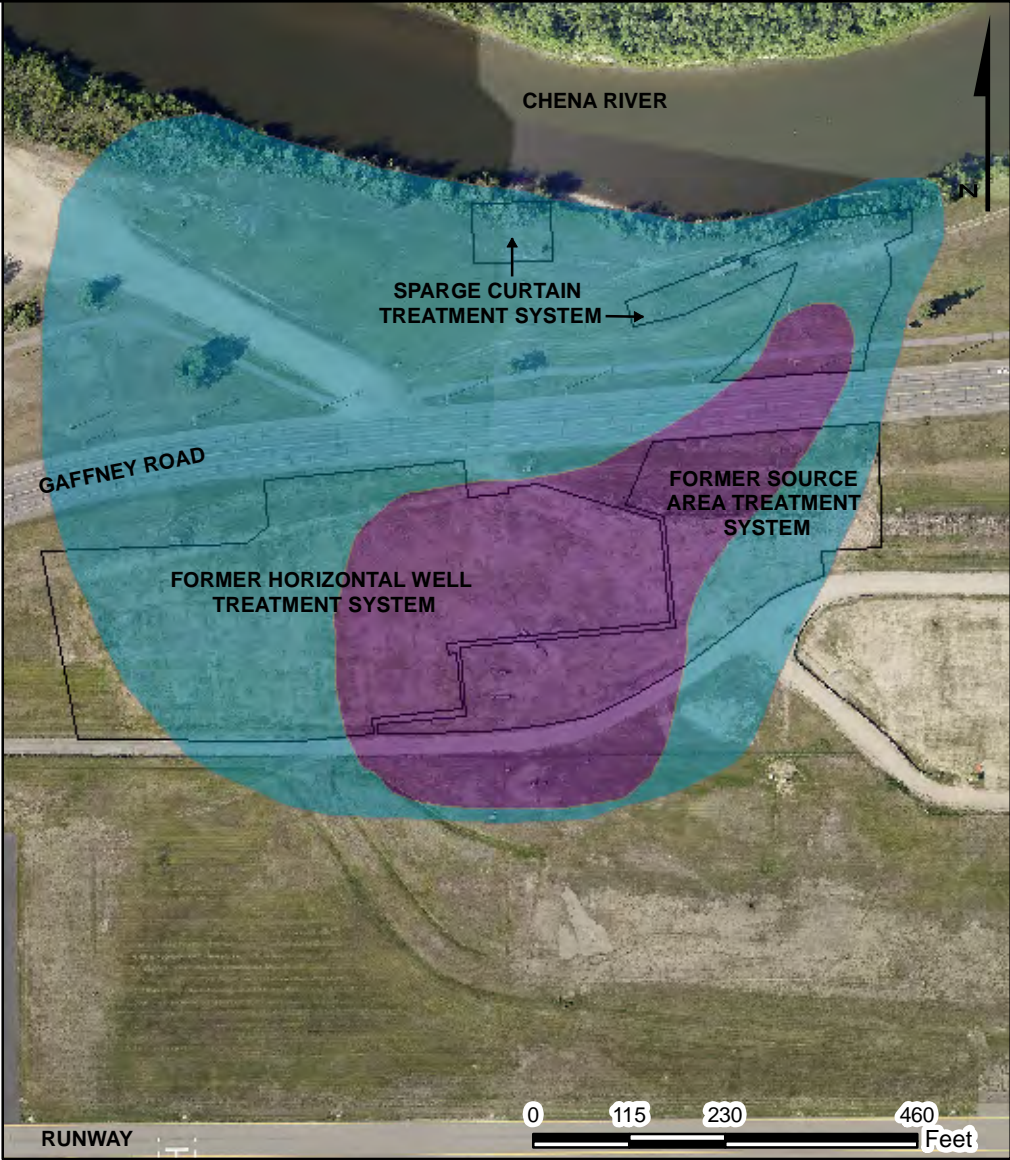 CHENA RIVER
N
SPARGE CURTAIN
TREATMENT SYSTEM
GAFFNEY ROAD
FORMER SOURCE
AREA TREATMENT
SYSTEM
FORMER HORIZONTAL WELL
TREATMENT SYSTEM
0 115 230 460
Feet
RUNWAY